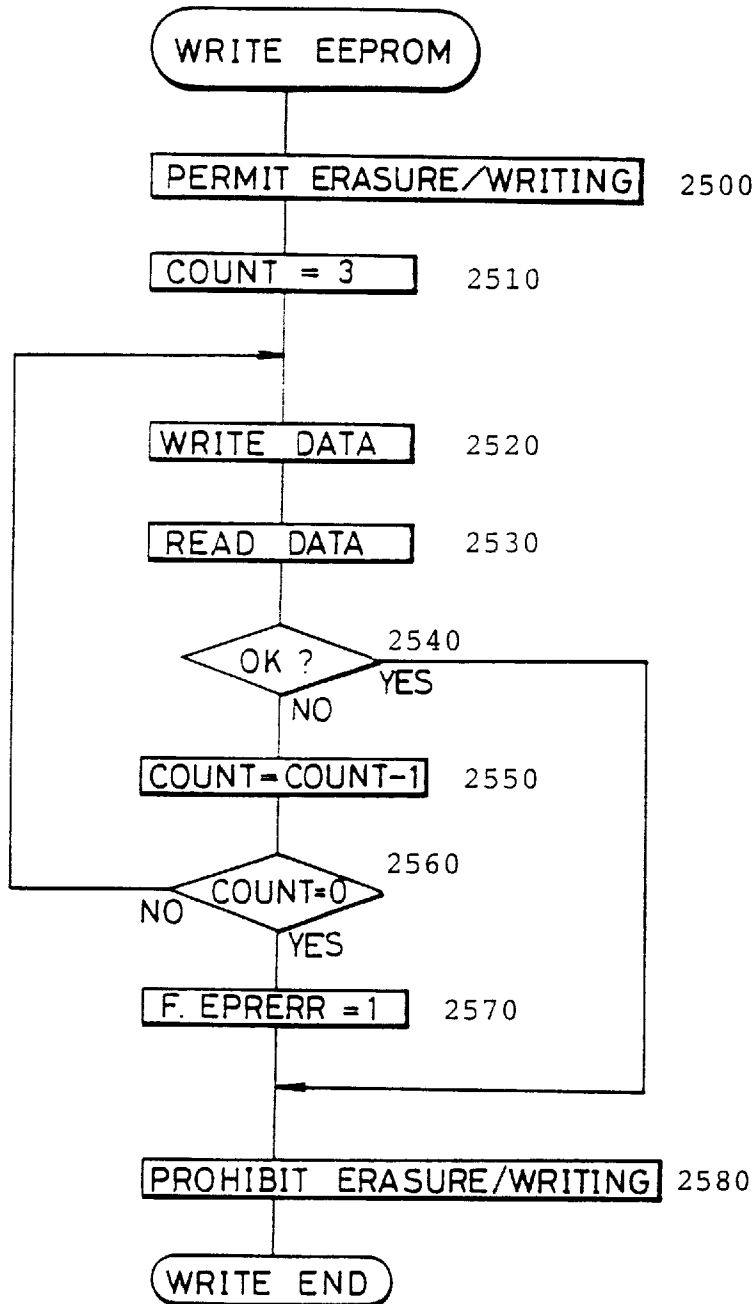 WRITE EEPROM
PERMIT ERASURE/WRITING 2500
COUNT = 3 2510
WRITE DATA 2520
READ DATA 2530
OK ? 2540
YES
NO
COUNT=COUNT-1 2550
COUNT=0 2560
NO
YES
F. EPRERR =1 2570
PROHIBIT ERASURE/WRITING 2580
WRITE END